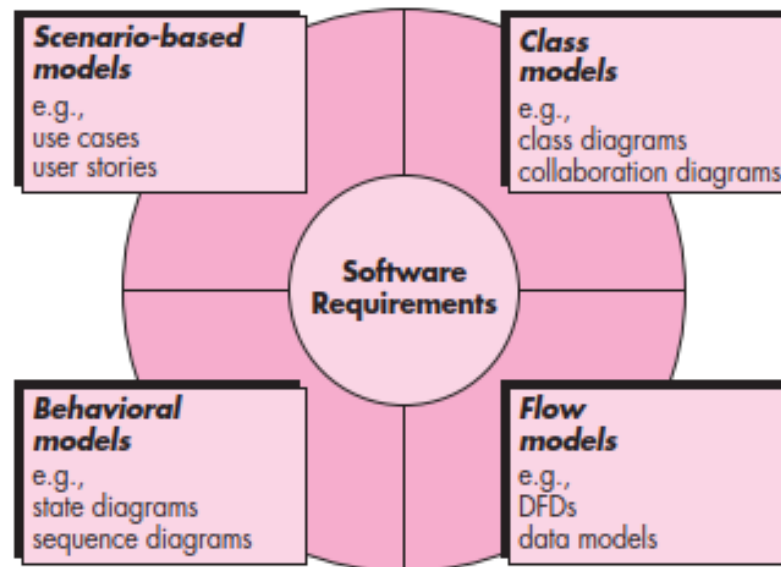 Scenario-based
models
e.g.,
use cases
user stories
Class
models
e.g.,
class diagrams
collaboration diagrams
Software
Requirements
Behavioral
models
e.g.,
state diagrams
sequence diagrams
Flow
models
e.g.,
DFDs
data models